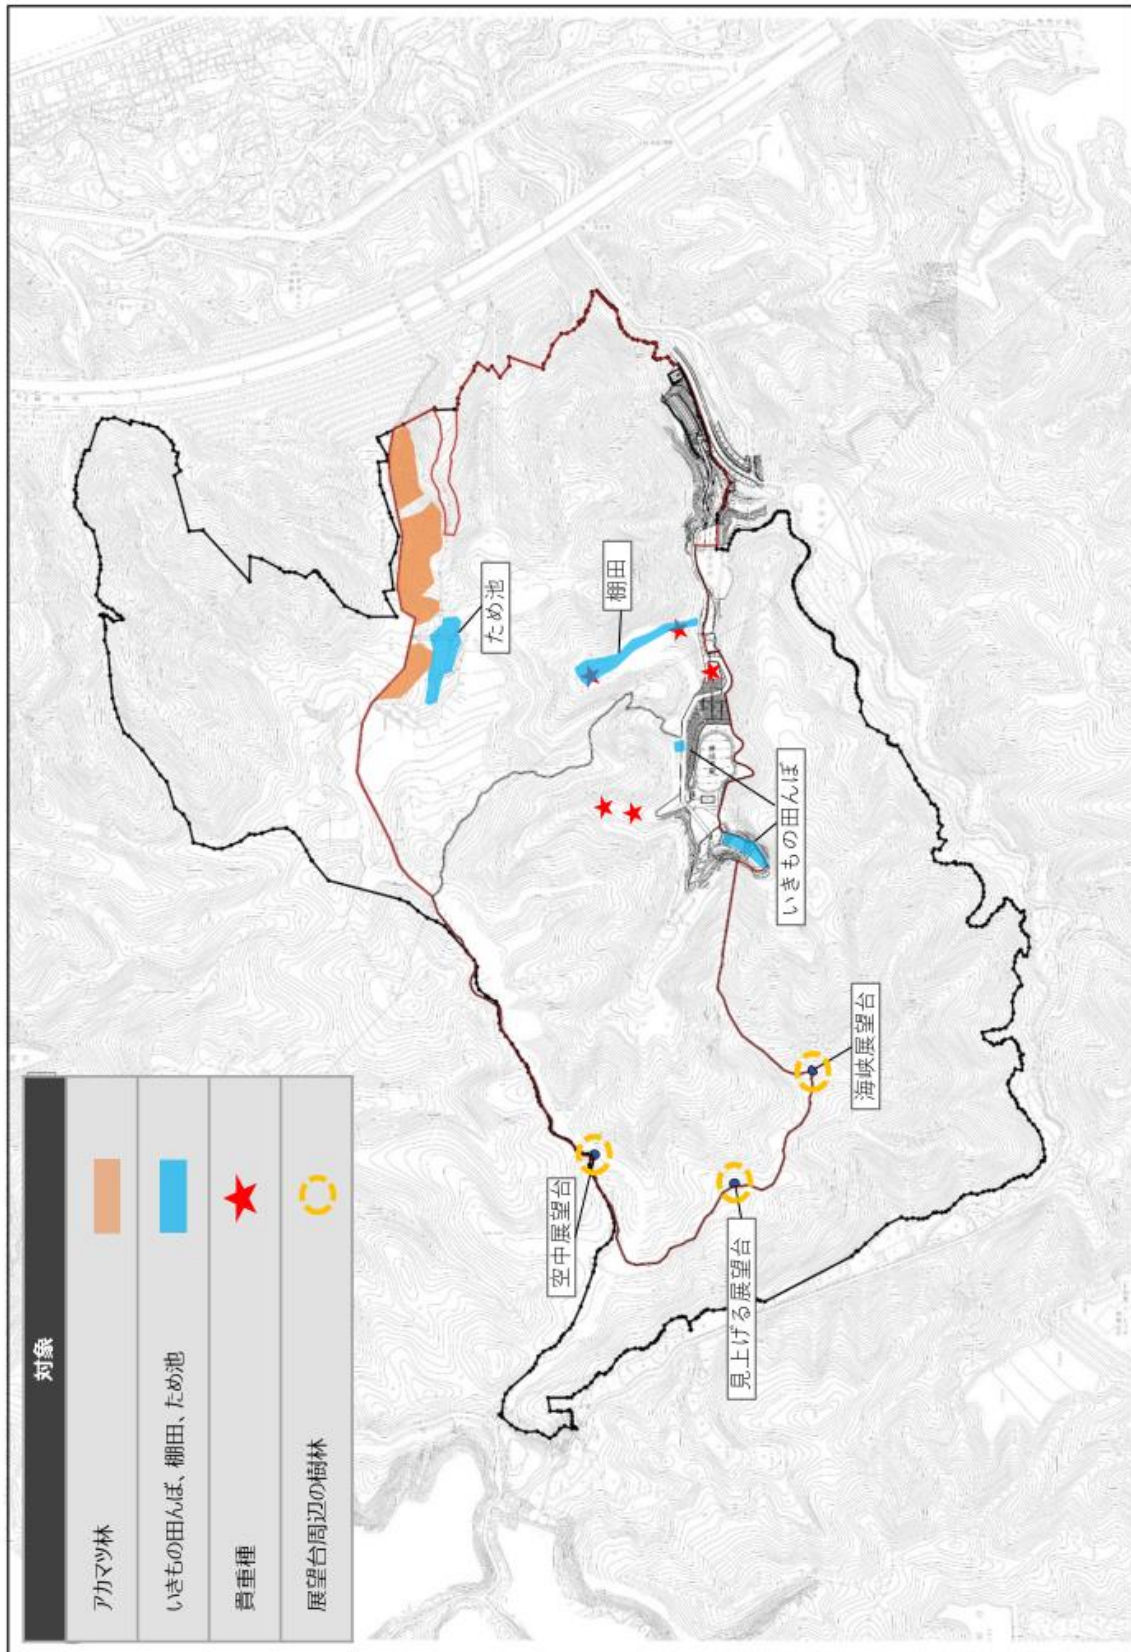 対象
アカマツ林
いきもの田んぼ、棚田、ため池
貴重種
展望台周辺の樹林
空中展望台
見上げる展望台
海峡展望台
いきもの田んぼ
棚田
ため池